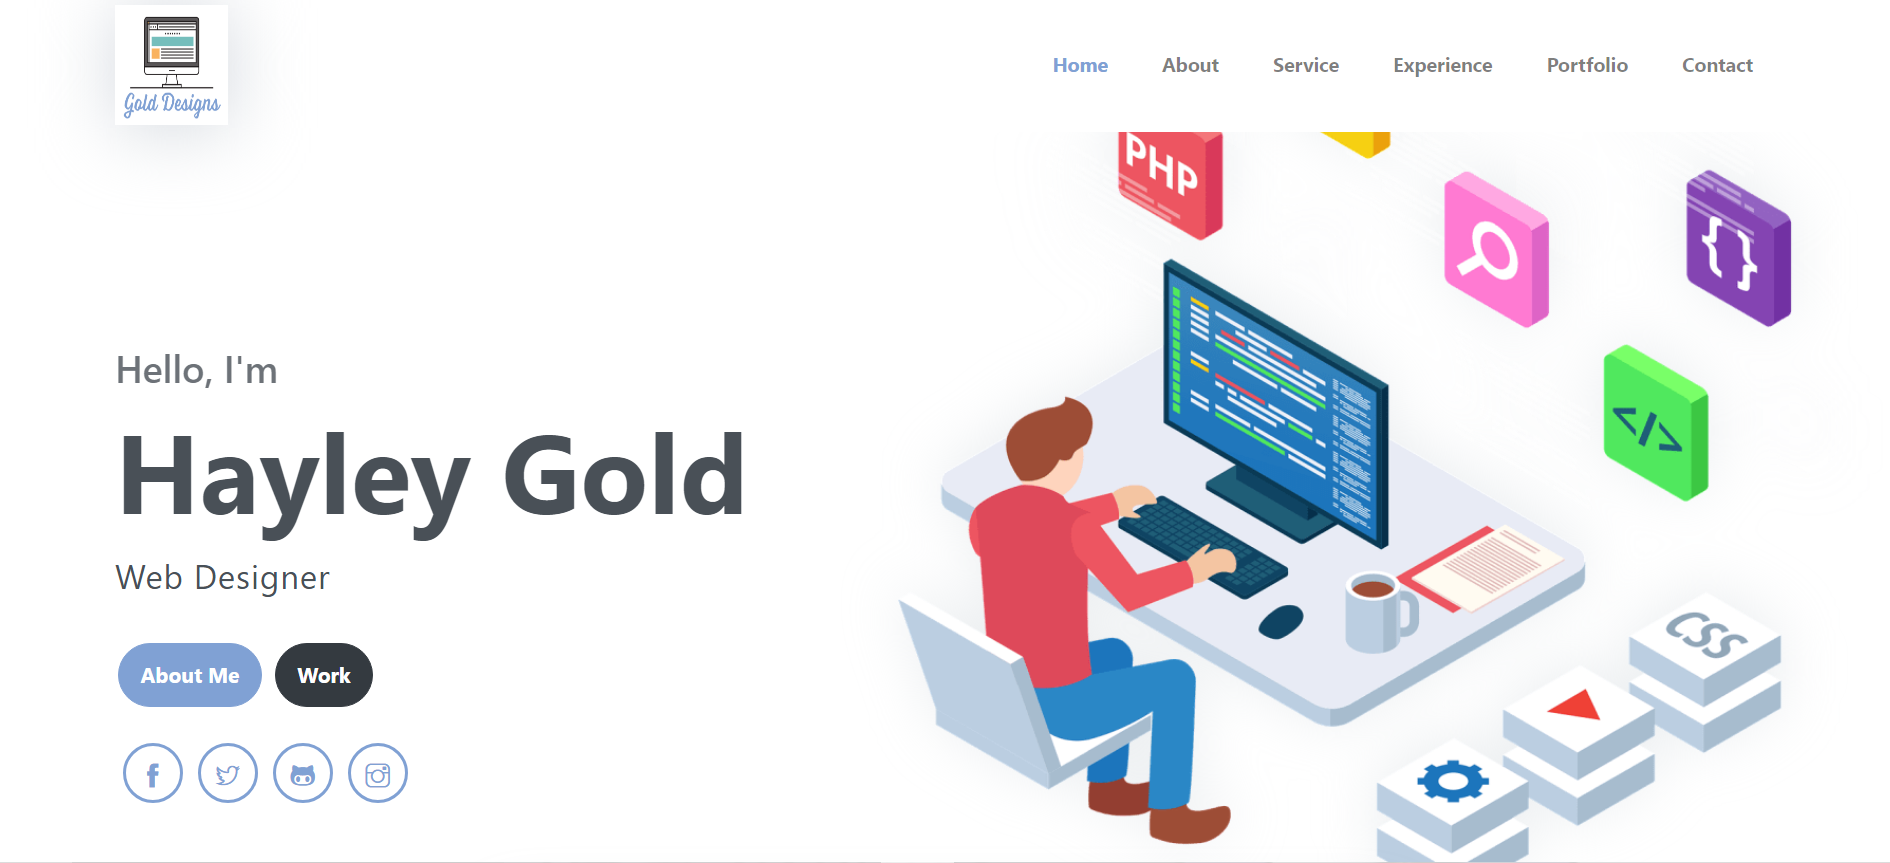 Gold Designs
Home About Service Experience Portfolio Contact
PHP
{}
Hello, I'm
</>
Hayley Gold
Web Designer
CSS
About Me Work